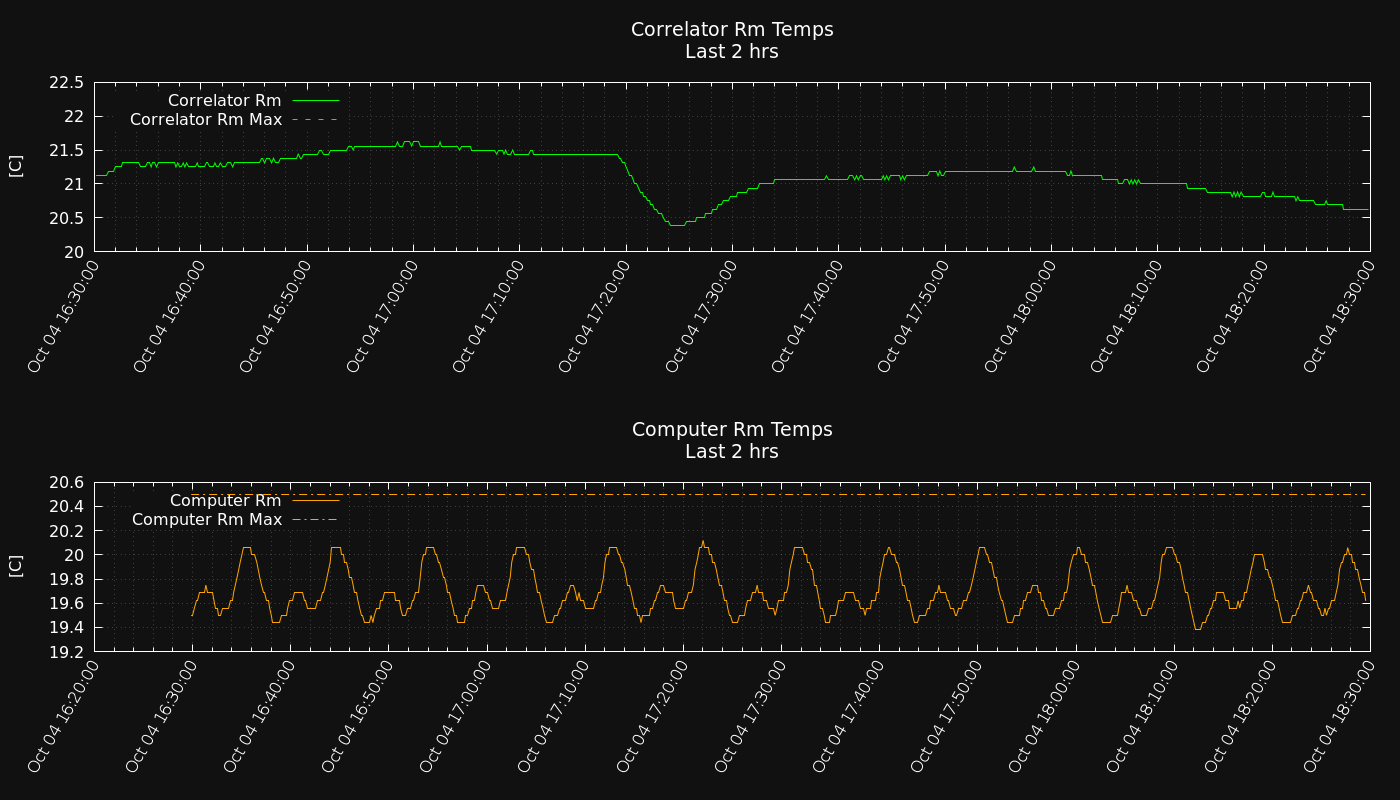 Correlator Rm Temps
Last 2 hrs
22.5
22
21.5
21
20.5
20
[C]
Correlator Rm
Correlator Rm Max
Oct 04 16:30:00
Oct 04 16:40:00
Oct 04 16:50:00
Oct 04 17:00:00
Oct 04 17:10:00
Oct 04 17:20:00
Oct 04 17:30:00
Oct 04 17:40:00
Oct 04 17:50:00
Oct 04 18:00:00
Oct 04 18:10:00
Oct 04 18:20:00
Oct 04 18:30:00
Computer Rm Temps
Last 2 hrs
20.6
20.4
20.2
20
19.8
19.6
19.4
19.2
[C]
Computer Rm
Computer Rm Max
Oct 04 16:20:00
Oct 04 16:30:00
Oct 04 16:40:00
Oct 04 16:50:00
Oct 04 17:00:00
Oct 04 17:10:00
Oct 04 17:20:00
Oct 04 17:30:00
Oct 04 17:40:00
Oct 04 17:50:00
Oct 04 18:00:00
Oct 04 18:10:00
Oct 04 18:20:00
Oct 04 18:30:00